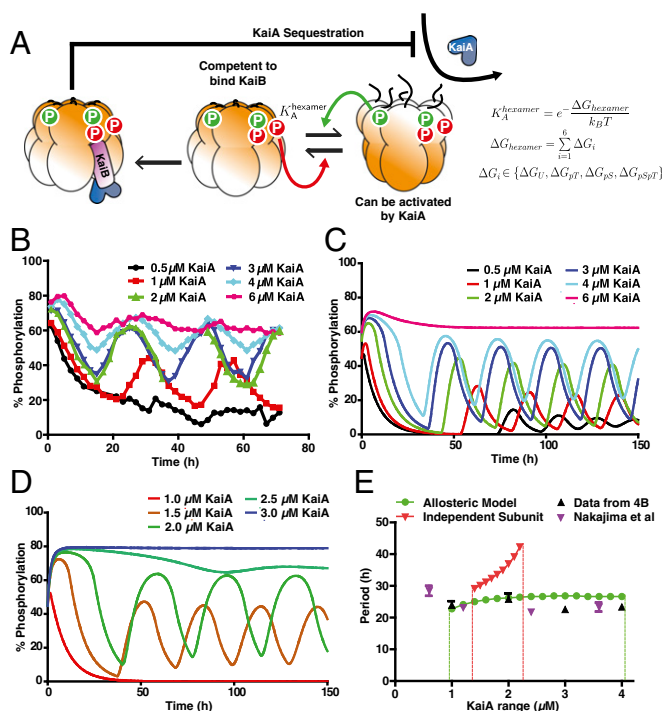 A
KaiA Sequestration
KaiA
Competent to
bind KaiB
K_A^hexamer
P P P
P P P
P P P
KaiB
Can be activated
by KaiA
K_A^hexamer = e^-ΔG_hexamer/k_BT
ΔG_hexamer = ∑_{i=1}^{6} ΔG_i
ΔG_i ∈ {ΔG_U, ΔG_pT, ΔG_pS, ΔG_pSpT}
B
0.5 µM KaiA
1 µM KaiA
2 µM KaiA
3 µM KaiA
4 µM KaiA
6 µM KaiA
% Phosphorylation
100
80
60
40
20
0
0 20 40 60 80
Time (h)
C
0.5 µM KaiA
1 µM KaiA
2 µM KaiA
3 µM KaiA
4 µM KaiA
6 µM KaiA
% Phosphorylation
100
80
60
40
20
0
0 50 100 150
Time (h)
D
1.0 µM KaiA
1.5 µM KaiA
2.0 µM KaiA
2.5 µM KaiA
3.0 µM KaiA
% Phosphorylation
100
80
60
40
20
0
0 50 100 150
Time (h)
E
Allosteric Model
Independent Subunit
Data from 4B
Nakajima et al
Period (h)
50
40
30
20
10
0
0 1 2 3 4
KaiA range (µM)